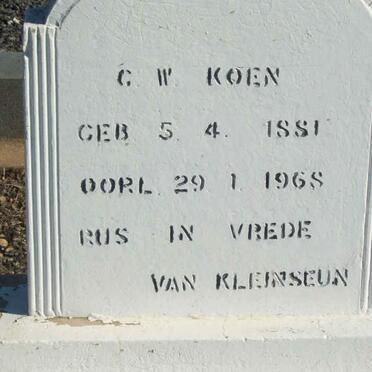 C W KOEN
GEB 5 4 1881
OORL 29 1 1968
RUS IN VREDE
VAN KLEINSEUN